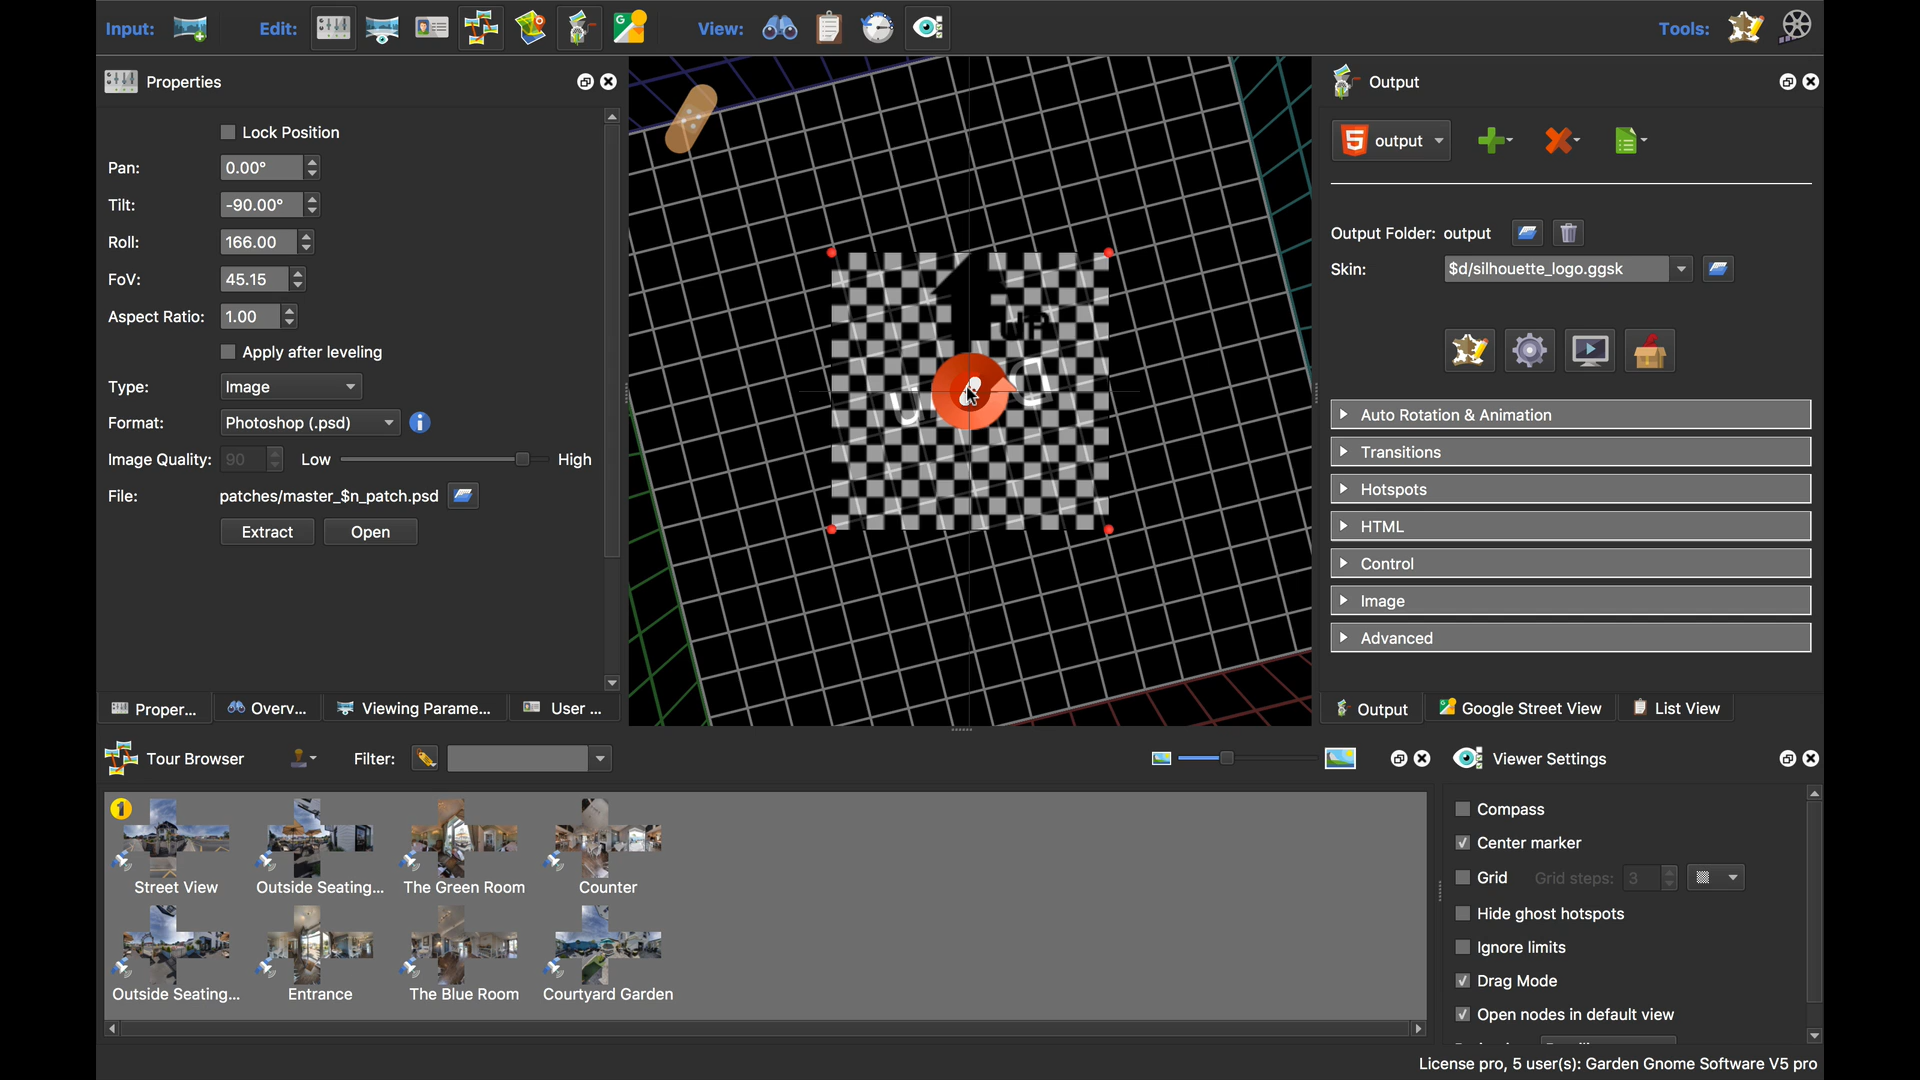 Input: Edit: View: Tools:
Properties
Lock Position
Pan: 0.00°
Tilt: -90.00°
Roll: 166.00
FoV: 45.15
Aspect Ratio: 1.00
Apply after leveling
Type: Image
Format: Photoshop (.psd)
Image Quality: 90 Low High
File: patches/master_$n_patch.psd
Extract Open
Proper... Overv... Viewing Parame... User ...
UP
Output
output
Output Folder: output
Skin: $d/silhouette_logo.ggsk
Auto Rotation & Animation
Transitions
Hotspots
HTML
Control
Image
Advanced
Output Google Street View List View
Tour Browser Filter:
1
Street View Outside Seating... The Green Room Counter
Outside Seating... Entrance The Blue Room Courtyard Garden
Viewer Settings
Compass
Center marker
Grid Grid steps: 3
Hide ghost hotspots
Ignore limits
Drag Mode
Open nodes in default view
License pro, 5 user(s): Garden Gnome Software V5 pro